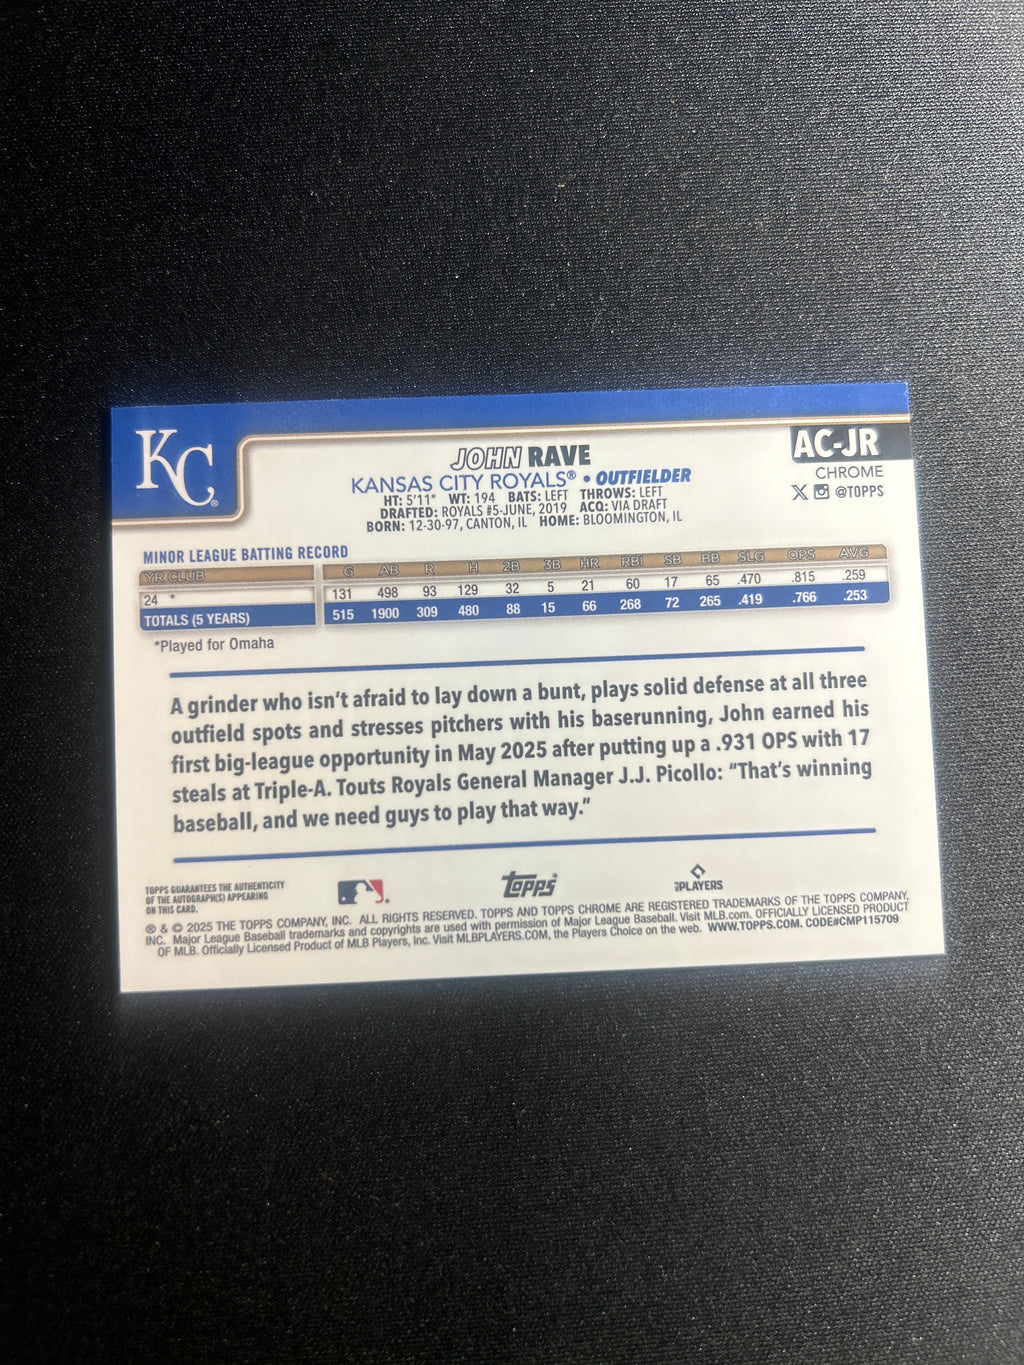 KC®
AC-JR
CHROME
@TOPPS
JOHN RAVE
KANSAS CITY ROYALS® • OUTFIELDER
HT: 5'11" WT: 194 BATS: LEFT THROWS: LEFT
DRAFTED: ROYALS #5-JUNE, 2019 ACQ: VIA DRAFT
BORN: 12-30-97, CANTON, IL HOME: BLOOMINGTON, IL
MINOR LEAGUE BATTING RECORD
YR CLUB G AB R H 2B 3B HR RBI SB BB SLG OPS AVG
24 * 131 498 93 129 32 5 21 60 17 65 .470 .815 .259
TOTALS (5 YEARS) 515 1900 309 480 88 15 66 268 72 265 .419 .766 .253
*Played for Omaha
A grinder who isn't afraid to lay down a bunt, plays solid defense at all three
outfield spots and stresses pitchers with his baserunning, John earned his
first big-league opportunity in May 2025 after putting up a .931 OPS with 17
steals at Triple-A. Touts Royals General Manager J.J. Picollo: "That's winning
baseball, and we need guys to play that way."
TOPPS GUARANTEES THE AUTHENTICITY
OF THE AUTOGRAPH(S) APPEARING
ON THIS CARD.
Topps
PLAYERS
® & © 2025 THE TOPPS COMPANY, INC. ALL RIGHTS RESERVED. TOPPS AND TOPPS CHROME ARE REGISTERED TRADEMARKS OF THE TOPPS COMPANY,
INC. Major League Baseball trademarks and copyrights are used with permission of Major League Baseball. Visit MLB.com. OFFICIALLY LICENSED PRODUCT
OF MLB. Officially Licensed Product of MLB Players, Inc. Visit MLBPLAYERS.COM, the Players Choice on the web. WWW.TOPPS.COM. CODE#CMP115709